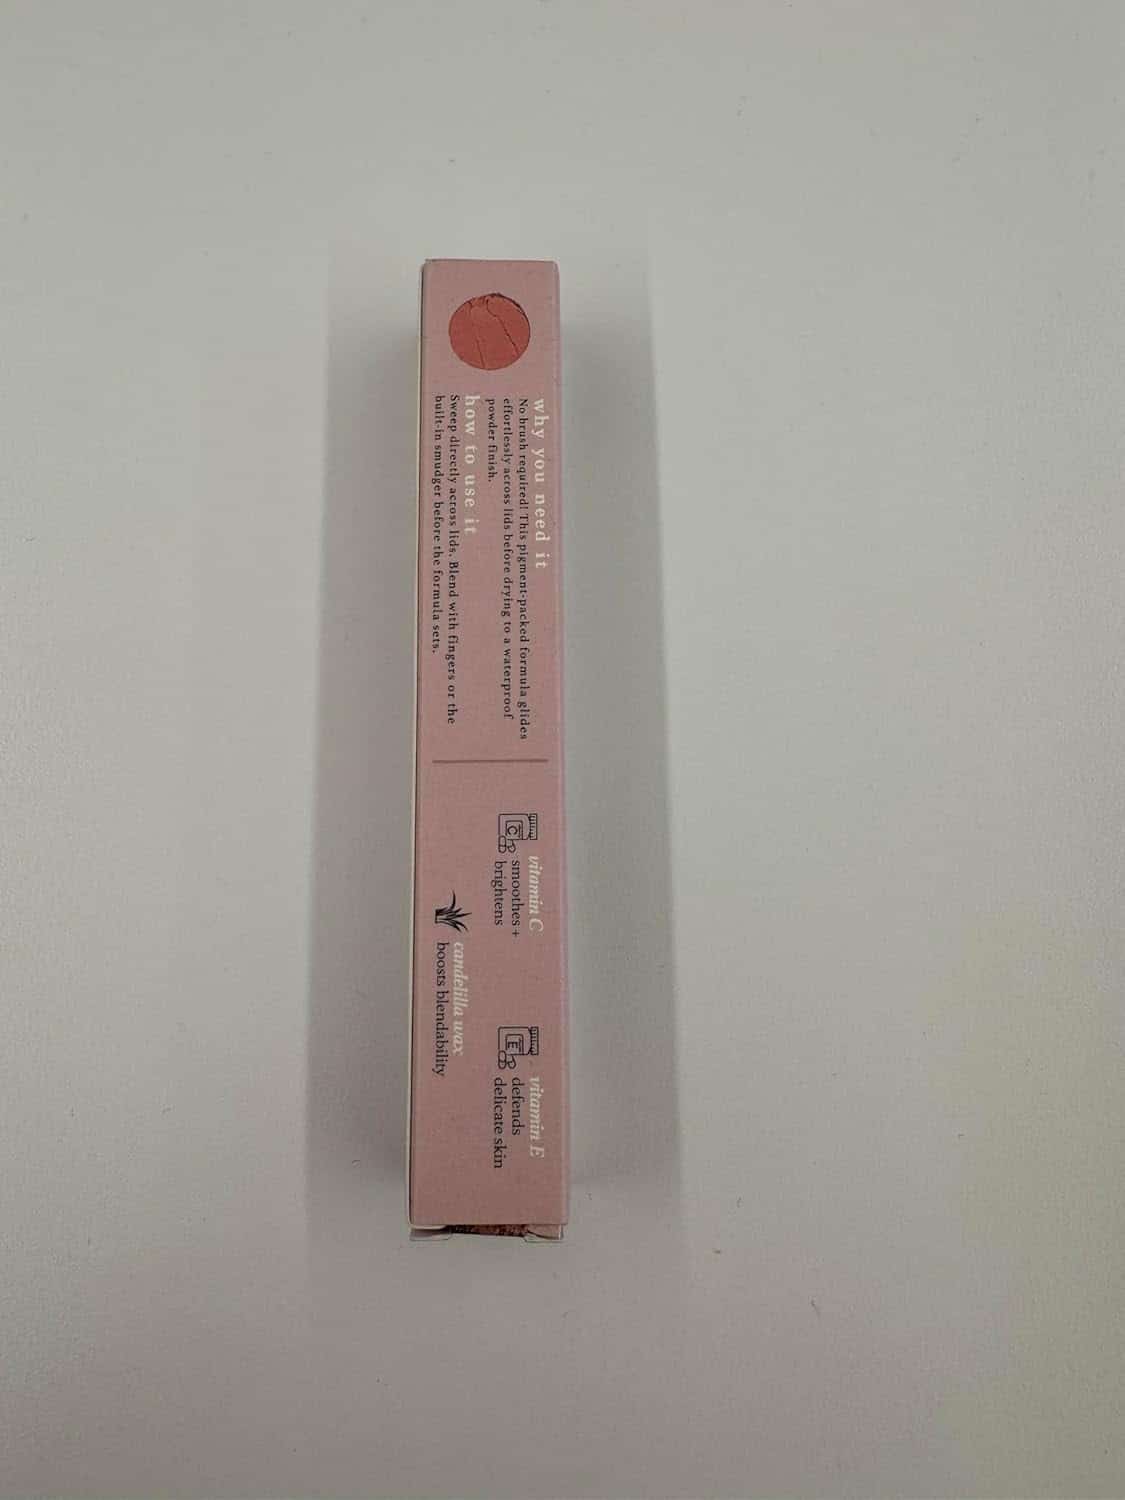 why you need it
No brush required! This pigment-packed formula glides
effortlessly across lids before drying to a waterproof
powder finish.
how to use it
Sweep directly across lids. Blend with fingers or the
built-in smudger before the formula sets.
C
vitamin C
smoothes +
brightens
E
vitamin E
defends
delicate skin
candelilla wax
boosts blendability